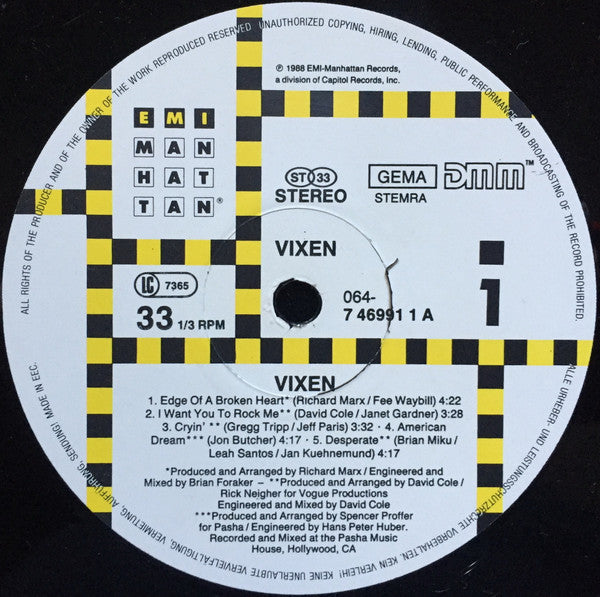 ALL RIGHTS OF THE PRODUCER AND OF THE OWNER OF THE WORK REPRODUCED RESERVED UNAUTHORIZED COPYING, HIRING, LENDING, PUBLIC PERFORMANCE AND BROADCASTING OF THE RECORD PROHIBITED.
℗ 1988 EMI-Manhattan Records,
a division of Capitol Records, Inc.
EMI
MAN
HAT
TAN®
ST 33
STEREO
GEMA
STEMRA
DMM™
VIXEN
LC 7365
33 1/3 RPM
064-
7 46991 1 A
1
VIXEN
1. Edge Of A Broken Heart* (Richard Marx / Fee Waybill) 4:22
2. I Want You To Rock Me** (David Cole / Janet Gardner) 3:28
3. Cryin' ** (Gregg Tripp / Jeff Paris) 3:32 · 4. American
Dream*** (Jon Butcher) 4:17 · 5. Desperate** (Brian Miku /
Leah Santos / Jan Kuehnemund) 4:17
*Produced and Arranged by Richard Marx / Engineered and
Mixed by Brian Foraker – **Produced and Arranged by David Cole /
Rick Neigher for Vogue Productions
Engineered and Mixed by David Cole
***Produced and Arranged by Spencer Proffer
for Pasha / Engineered by Hans Peter Huber.
Recorded and Mixed at the Pasha Music
House, Hollywood, CA
ALLE URHEBER- UND LEISTUNGSSCHUTZRECHTE VORBEHALTEN. KEIN VERLEIH! KEINE UNERLAUBTE VERVIELFÄLTIGUNG, VERMIETUNG, AUFFÜHRUNG, SENDUNG! MADE IN EEC.